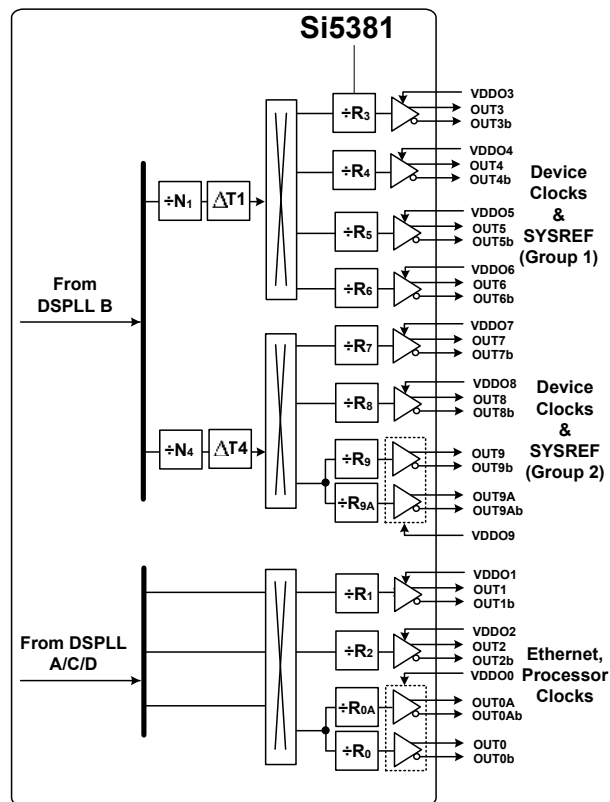 Si5381
÷R3
VDDO3
OUT3
OUT3b
÷R4
VDDO4
OUT4
OUT4b
÷N1
ΔT1
÷R5
VDDO5
OUT5
OUT5b
÷R6
VDDO6
OUT6
OUT6b
Device
Clocks
&
SYSREF
(Group 1)
From
DSPLL B
÷R7
VDDO7
OUT7
OUT7b
÷R8
VDDO8
OUT8
OUT8b
÷N4
ΔT4
÷R9
OUT9
OUT9b
÷R9A
OUT9A
OUT9Ab
VDDO9
Device
Clocks
&
SYSREF
(Group 2)
÷R1
VDDO1
OUT1
OUT1b
From DSPLL
A/C/D
÷R2
VDDO2
OUT2
OUT2b
VDDO0
÷R0A
OUT0A
OUT0Ab
÷R0
OUT0
OUT0b
Ethernet,
Processor
Clocks